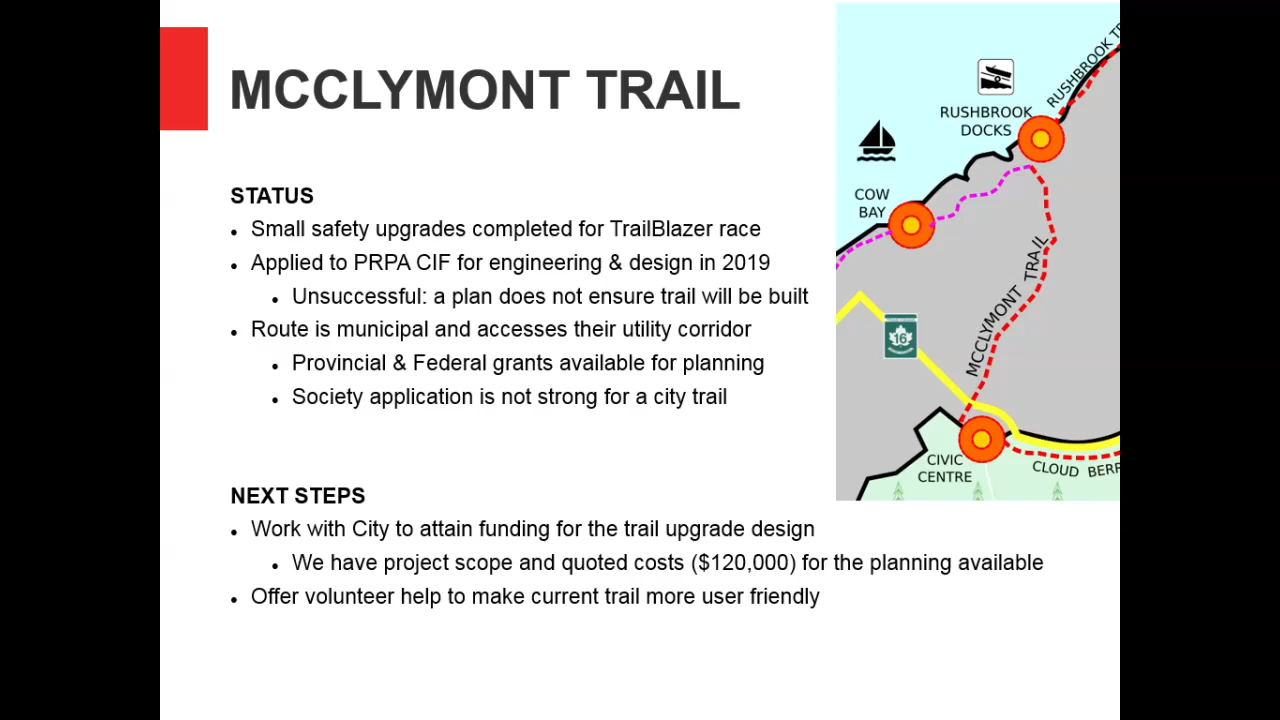 MCCLYMONT TRAIL
STATUS
• Small safety upgrades completed for TrailBlazer race
• Applied to PRPA CIF for engineering & design in 2019
• Unsuccessful: a plan does not ensure trail will be built
• Route is municipal and accesses their utility corridor
• Provincial & Federal grants available for planning
• Society application is not strong for a city trail
NEXT STEPS
• Work with City to attain funding for the trail upgrade design
• We have project scope and quoted costs ($120,000) for the planning available
• Offer volunteer help to make current trail more user friendly
RUSHBROOK TR
RUSHBROOK
DOCKS
COW
BAY
MCCLYMONT TRAIL
16
CIVIC
CENTRE
CLOUD BERR